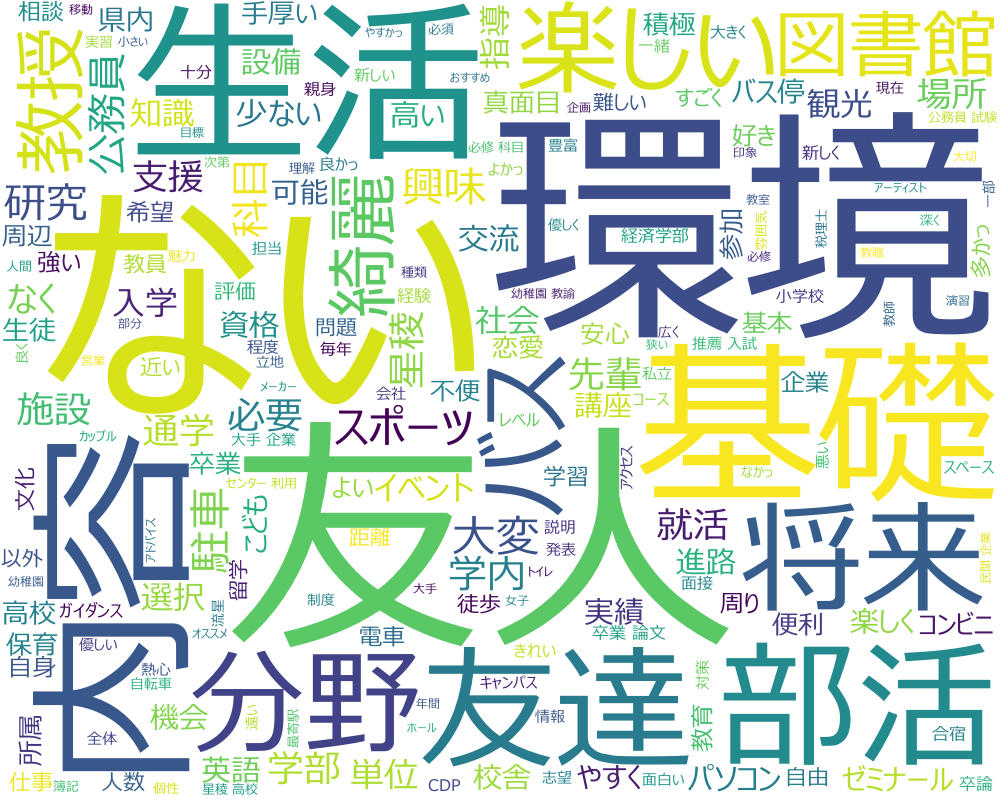 相談
移動
県内
手厚い
生活
楽しい
図書館
指導
積極
大きく
実習
小さい
やすかっ
必須
一緒
教授
公務員
設備
十分
親身
新しい
おすすめ
真面目
企画
難しい
すごく
バス停
観光
現在
場所
知識
少ない
高い
目標
必修 科目
豊富
好き
印象
新しく
公務員 試験
次第
理解
良かっ
よかっ
大切
研究
支援
科目
可能
綺麗
興味
環境
教室
アーティスト
一部
希望
交流
優しく
経済学部
参加
雰囲気
税理士
深く
多かっ
周辺
ない
担当
必修
教職
人間
強い
教員
魅力
種類
幼稚園 教諭
小学校
教師
演習
なく
入学
評価
経験
星稜
社会
安心
広く
基本
生徒
部分
資格
問題
恋愛
狭い
推薦 入試
良く
営業
近い
程度
立地
毎年
不便
先輩
私立
企業
施設
メーカー
会社
バス
講座
コース
通学
必要
スポーツ
レベル
基礎
カップル
大手 企業
アクセス
悪い
文化
内容
卒業
センター 利用
よい
イベント
学習
なかっ
スペース
アドバイス
駐車
こども
友人
距離
大変
説明
発表
就活
将来
以外
幼稚園
留学
学内
トイレ
進路
民間 企業
高校
ガイダンス
選択
流星
制度
大手
徒歩
女子
面接
実績
周り
便利
楽しく
コンビニ
保育
優しい
オススメ
電車
卒業 論文
自身
熱心
自転車
分野
きれい
友達
キャンパス
対策
部活
所属
全体
機会
遠い
最寄駅
年間
ホール
情報
教育
合宿
仕事
簿記
人数
個性
英語
星稜 高校
学部
単位
CDP
校舎
志望
やすく
面白い
パソコン
自由
ゼミナール
卒論